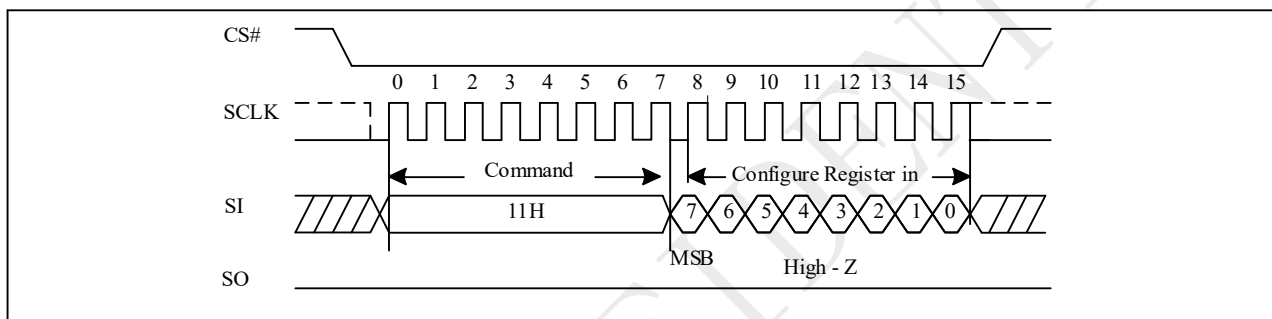 CS#
0 1 2 3 4 5 6 7 8 9 10 11 12 13 14 15
SCLK
Command Configure Register in
SI 11H 7 6 5 4 3 2 1 0
MSB High - Z
SO